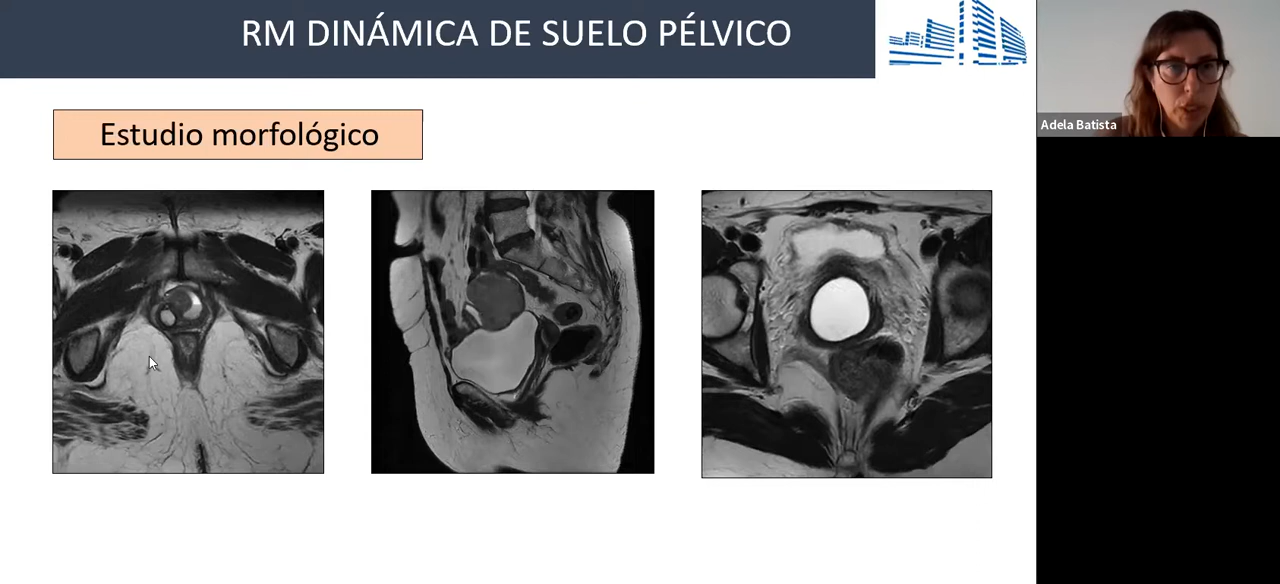 RM DINÁMICA DE SUELO PÉLVICO
Adela Batista
Estudio morfológico